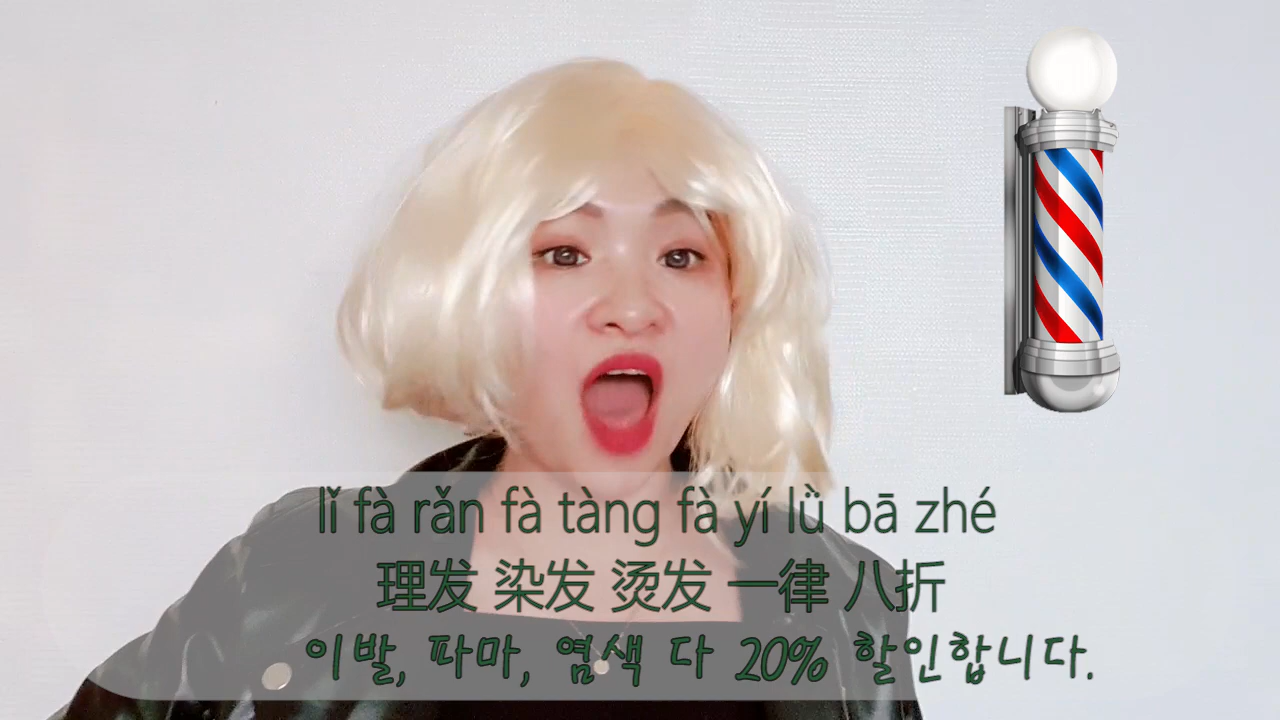 lǐ fà rǎn fà tàng fà yí lǜ bā zhé
理发 染发 烫发 一律 八折
이발, 파마, 염색 다 20% 할인합니다.